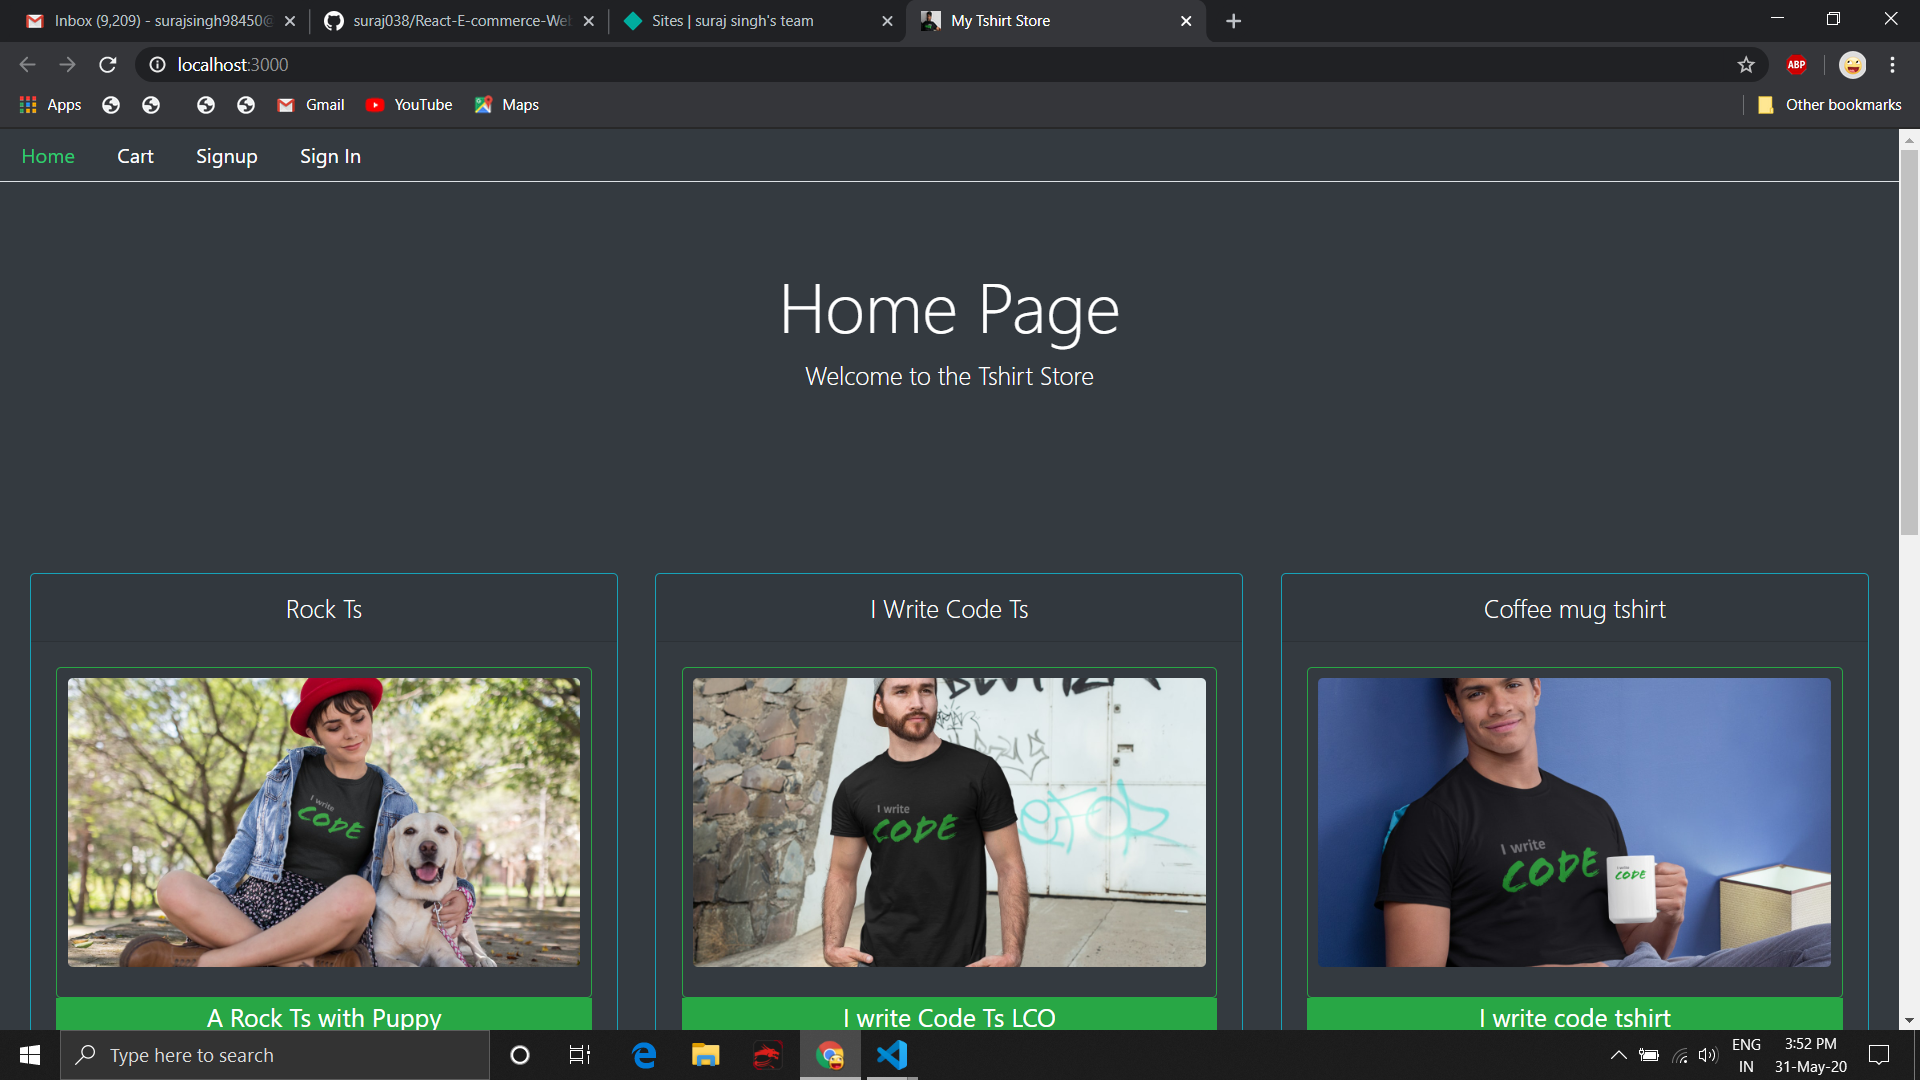 Inbox (9,209) - surajsingh98450@
suraj038/React-E-commerce-Web
Sites | suraj singh's team
My Tshirt Store
localhost:3000
ABP
Apps
Gmail
YouTube
Maps
Other bookmarks
Home
Cart
Signup
Sign In
Home Page
Welcome to the Tshirt Store
Rock Ts
I Write Code Ts
Coffee mug tshirt
I write
CODE
I write
CODE
I write
CODE
I write
CODE
A Rock Ts with Puppy
I write Code Ts LCO
I write code tshirt
Type here to search
ENG
IN
3:52 PM
31-May-20